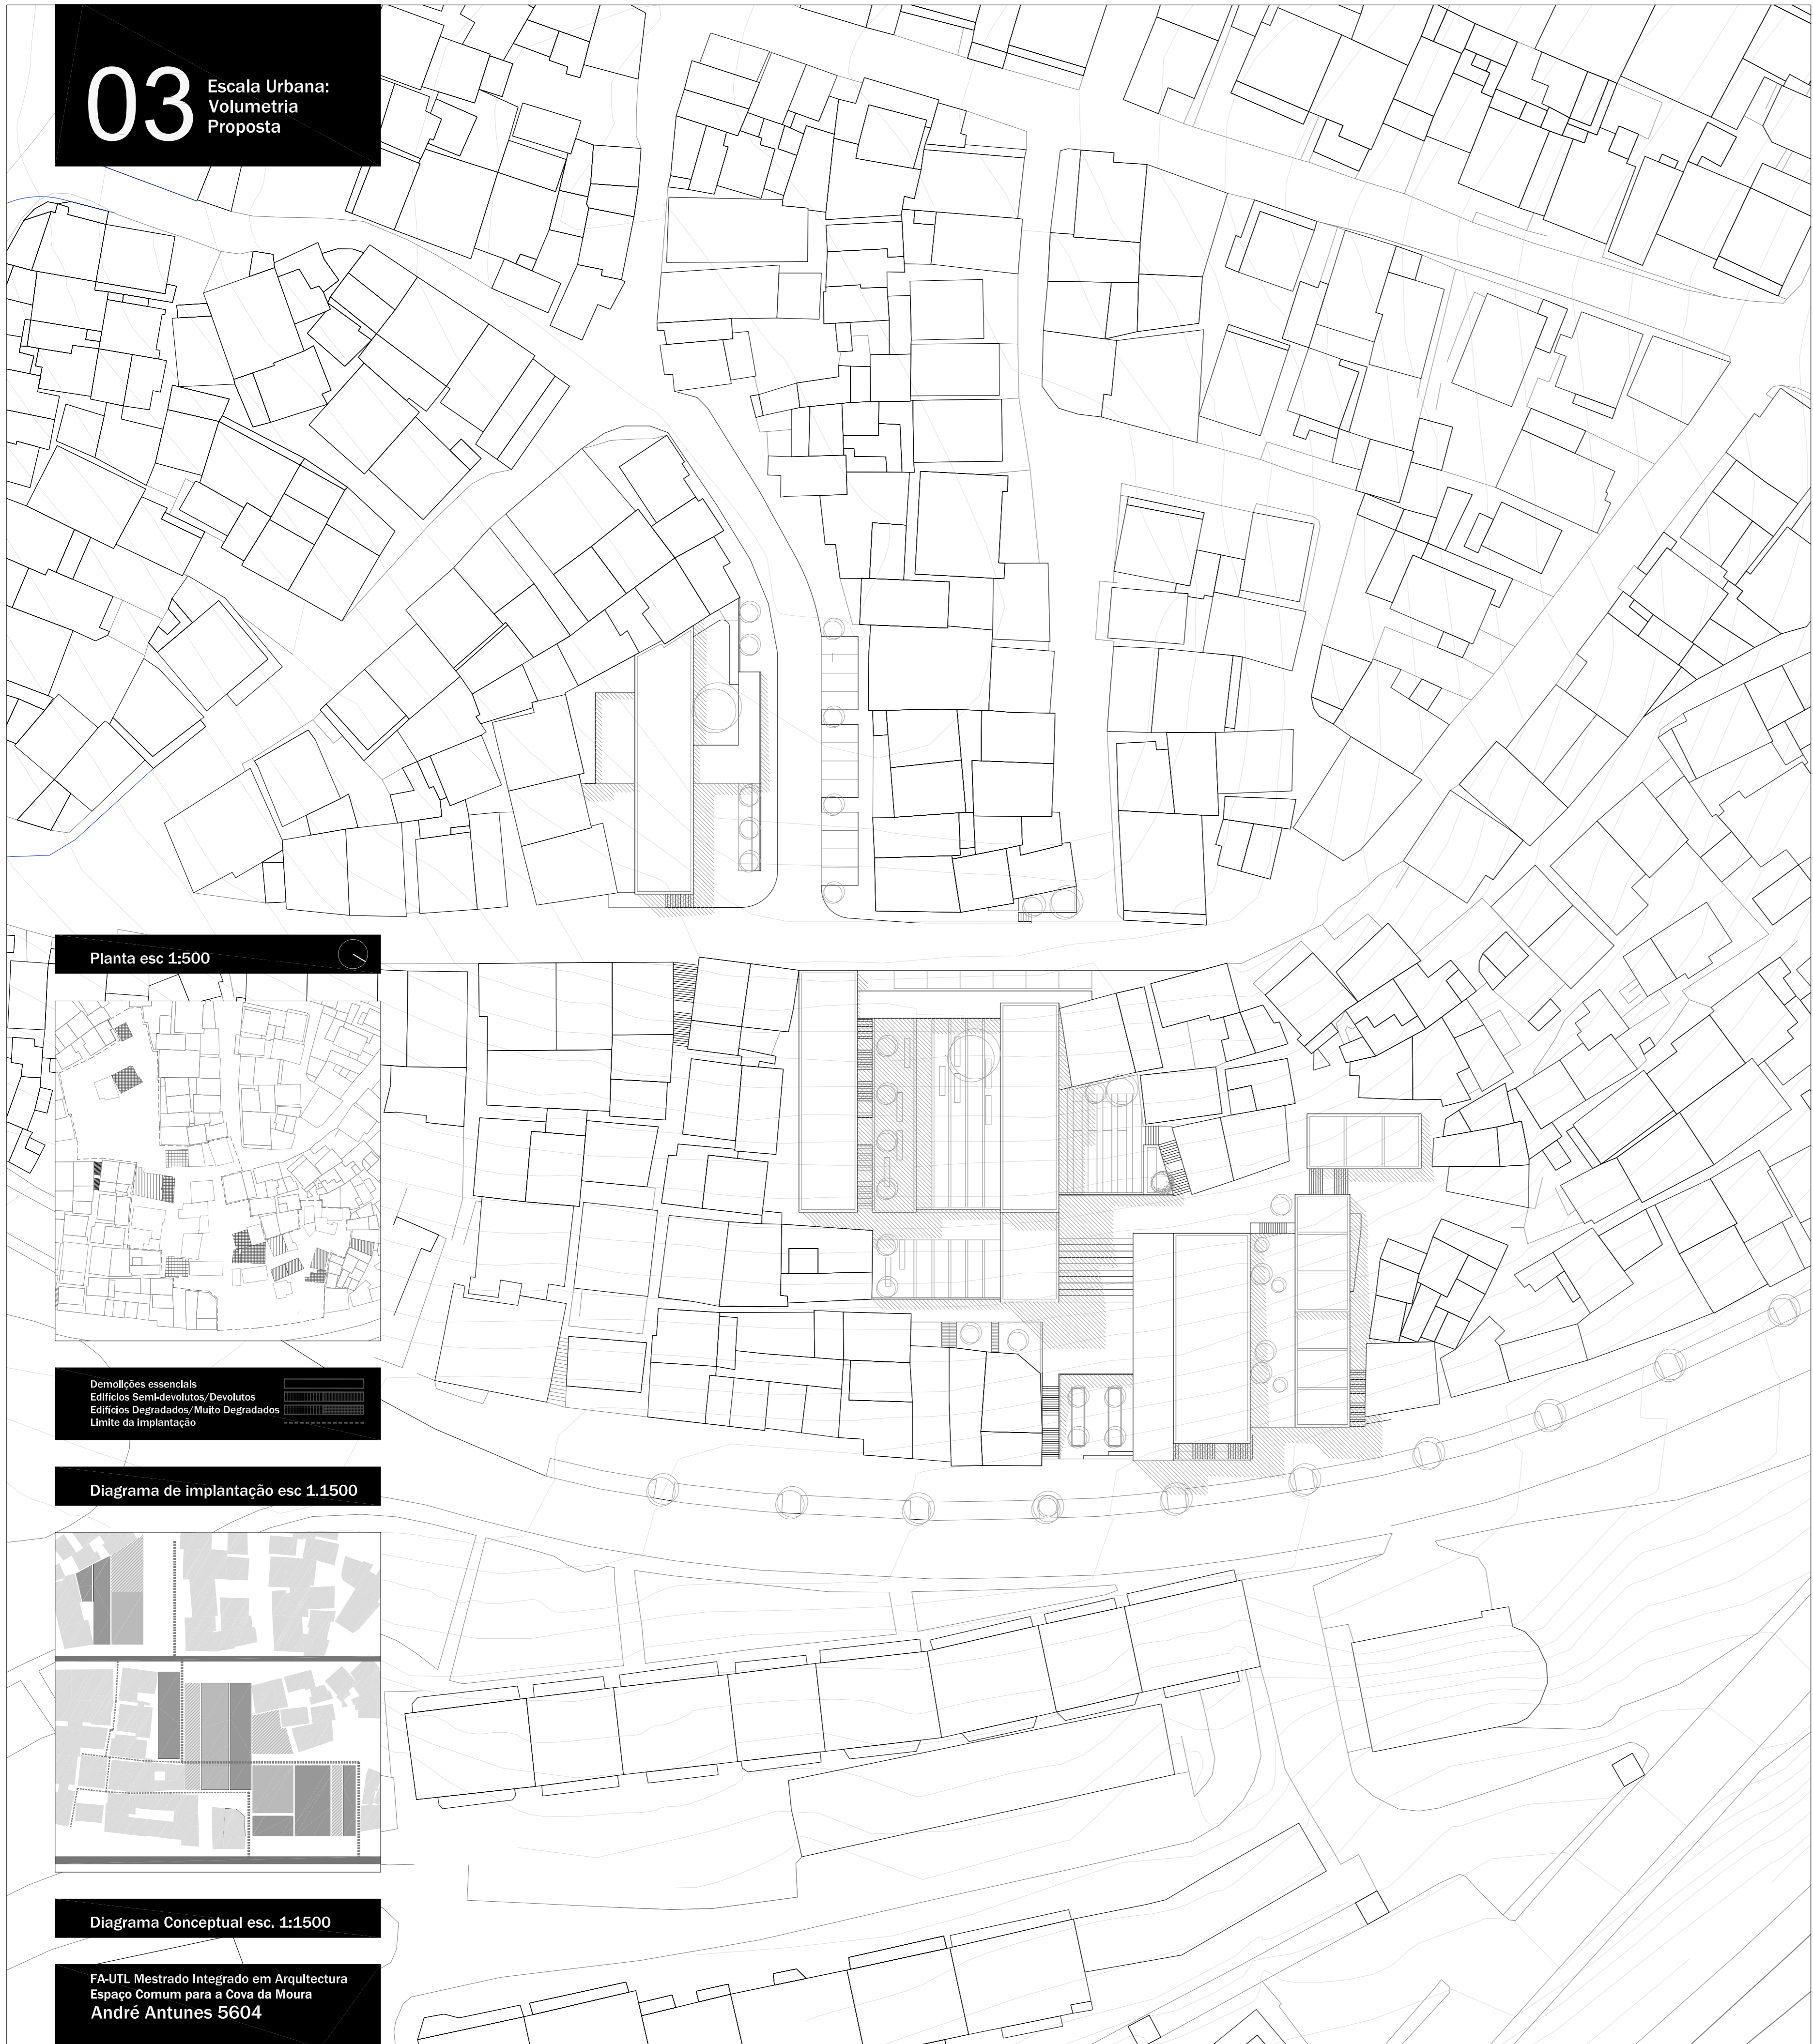 03
Escala Urbana:
Volumetria
Proposta
Planta esc 1:500
Demolições essenciais
Edifícios Semi-devolutos/Devolutos
Edifícios Degradados/Muito Degradados
Limite da implantação
Diagrama de implantação esc 1.1500
Diagrama Conceptual esc. 1:1500
FA-UTL Mestrado Integrado em Arquitectura
Espaço Comum para a Cova da Moura
André Antunes 5604